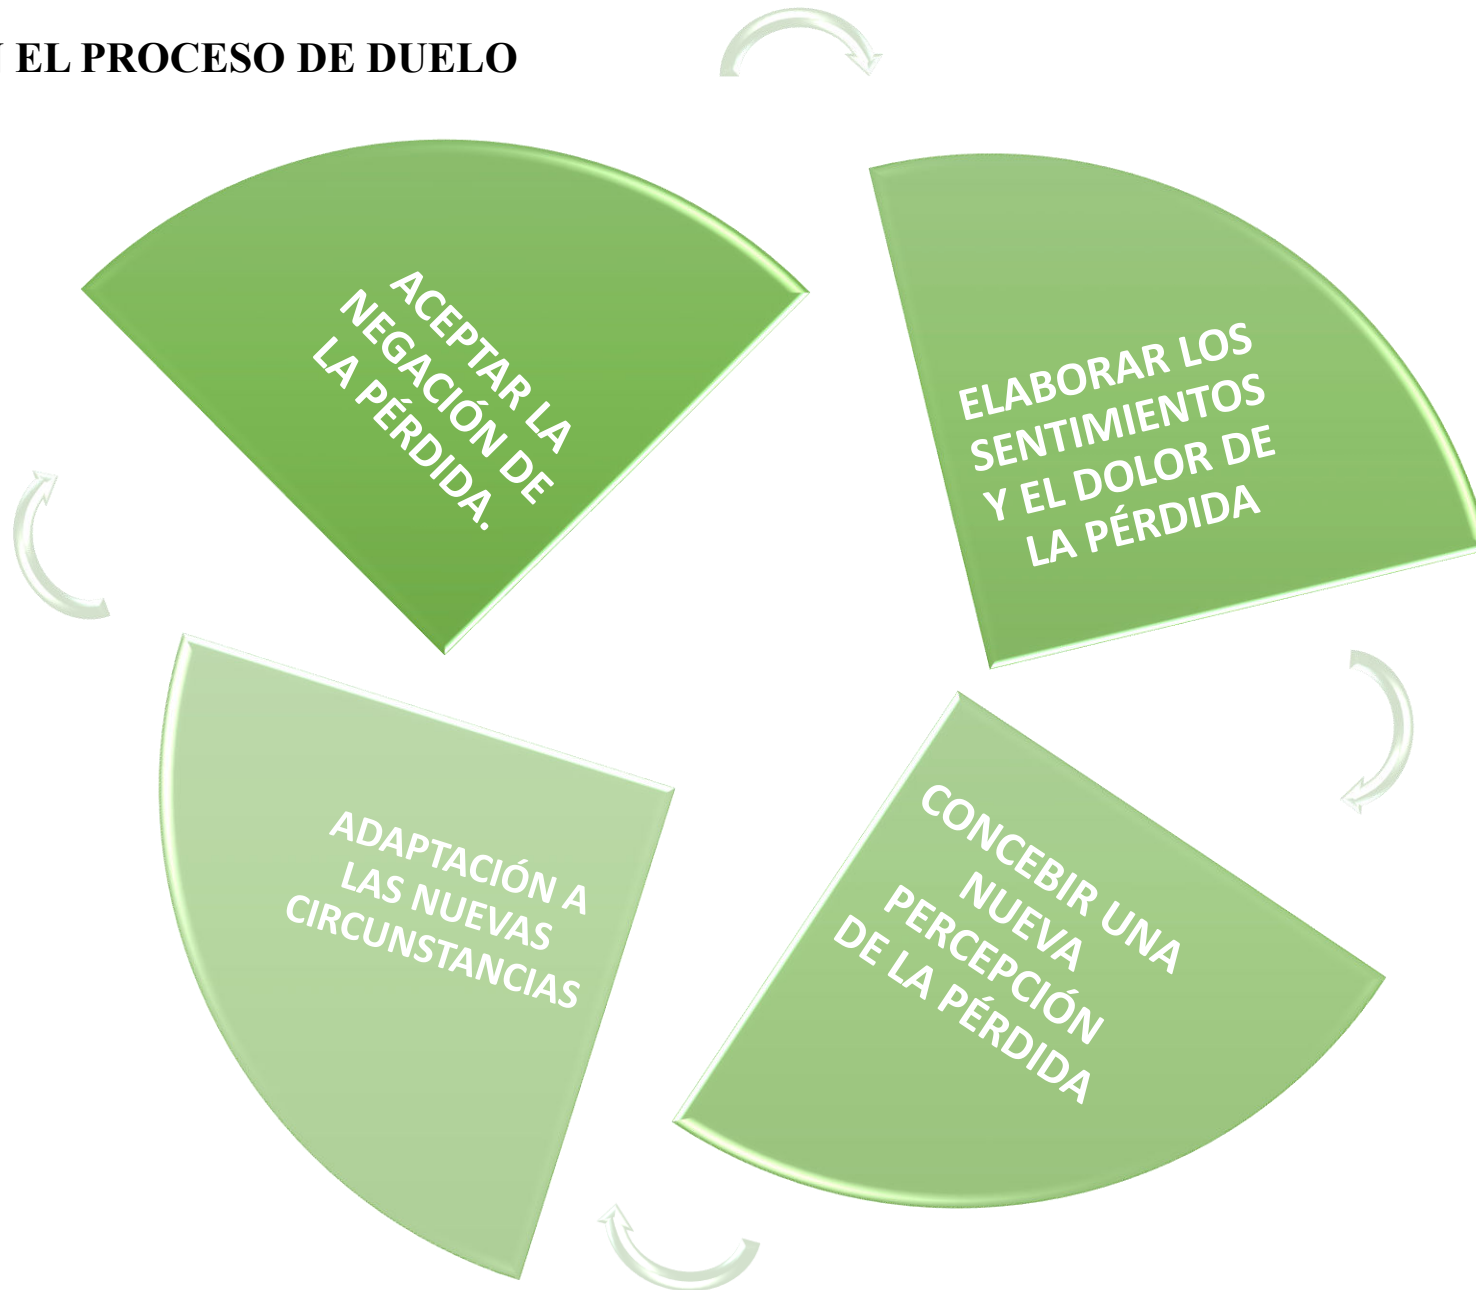 EL PROCESO DE DUELO
ACEPTAR LA
NEGACIÓN DE
LA PÉRDIDA.
ELABORAR LOS
SENTIMIENTOS
Y EL DOLOR DE
LA PÉRDIDA
CONCEBIR UNA
NUEVA
PERCEPCIÓN
DE LA PÉRDIDA
ADAPTACIÓN A
LAS NUEVAS
CIRCUNSTANCIAS